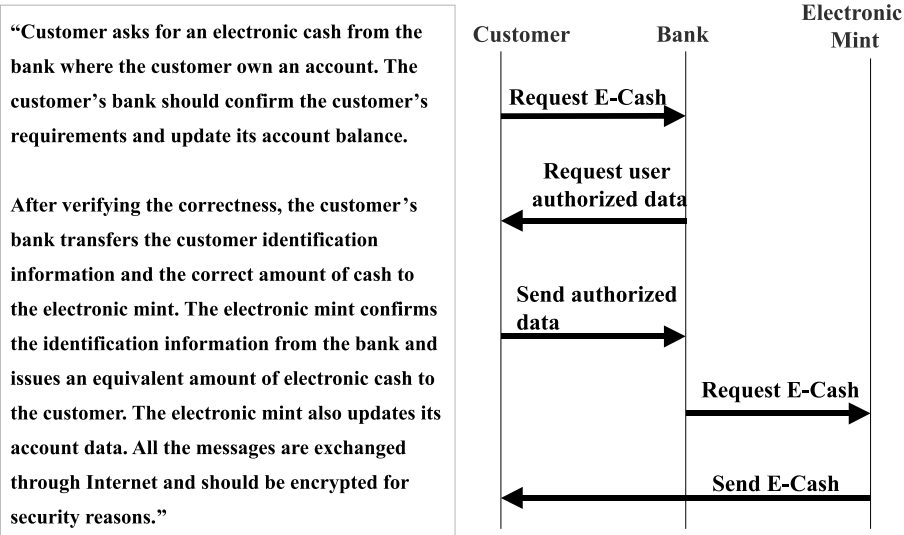 “Customer asks for an electronic cash from the
bank where the customer own an account. The
customer’s bank should confirm the customer’s
requirements and update its account balance.
After verifying the correctness, the customer’s
bank transfers the customer identification
information and the correct amount of cash to
the electronic mint. The electronic mint confirms
the identification information from the bank and
issues an equivalent amount of electronic cash to
the customer. The electronic mint also updates its
account data. All the messages are exchanged
through Internet and should be encrypted for
security reasons.”
Customer
Bank
Electronic
Mint
Request E-Cash
Request user
authorized data
Send authorized
data
Request E-Cash
Send E-Cash